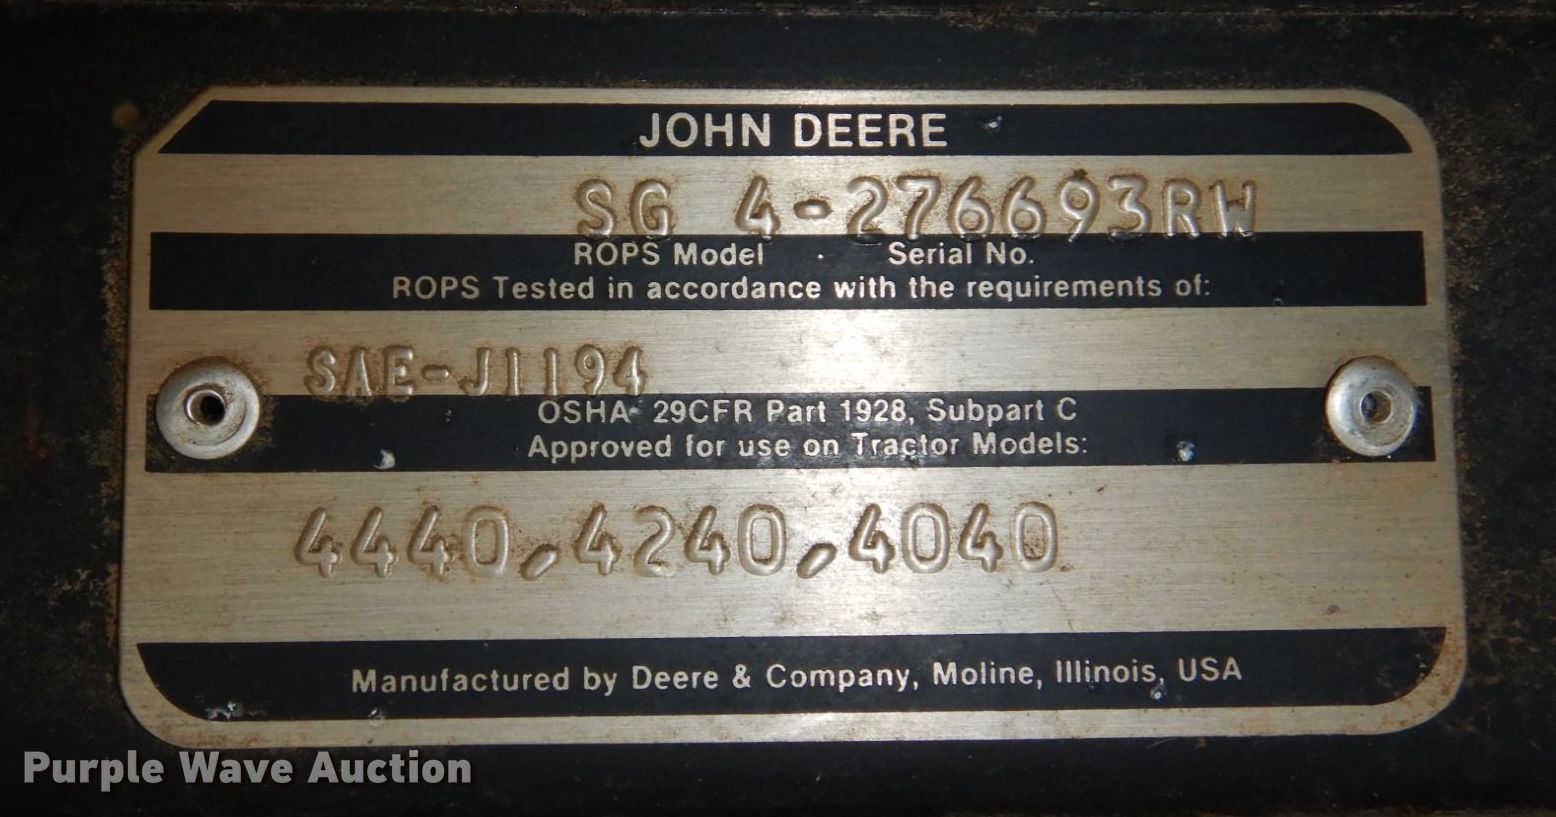 JOHN DEERE
SG 4-276693RW
ROPS Model Serial No.
ROPS Tested in accordance with the requirements of:
SAE-J1194
OSHA 29CFR Part 1928, Subpart C
Approved for use on Tractor Models:
4440,4240,4040
Manufactured by Deere & Company, Moline, Illinois, USA
Purple Wave Auction